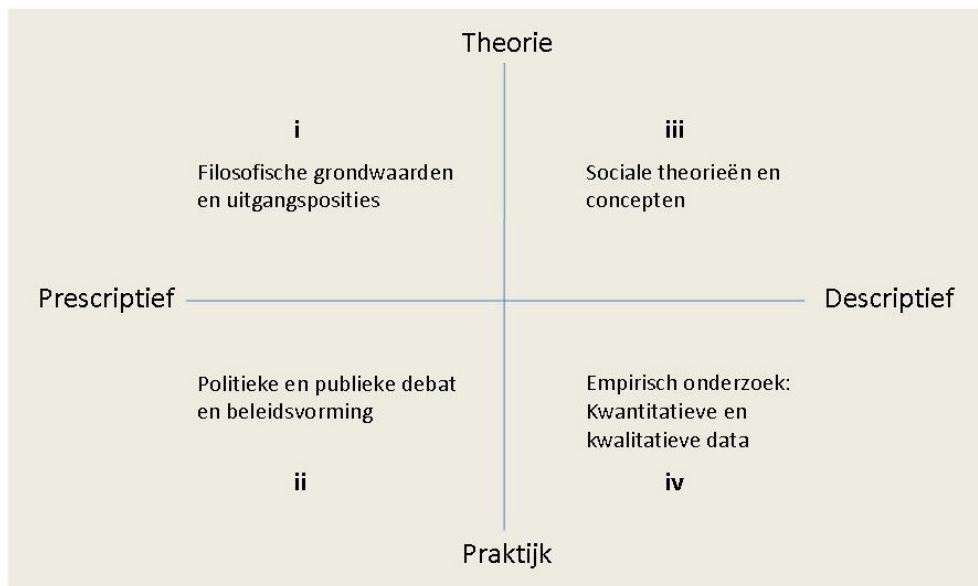 Theorie
i
Filosofische grondwaarden
en uitgangsposities
iii
Sociale theorieën en
concepten
Prescriptief
Descriptief
Politieke en publieke debat
en beleidsvorming
ii
Empirisch onderzoek:
Kwantitatieve en
kwalitatieve data
iv
Praktijk